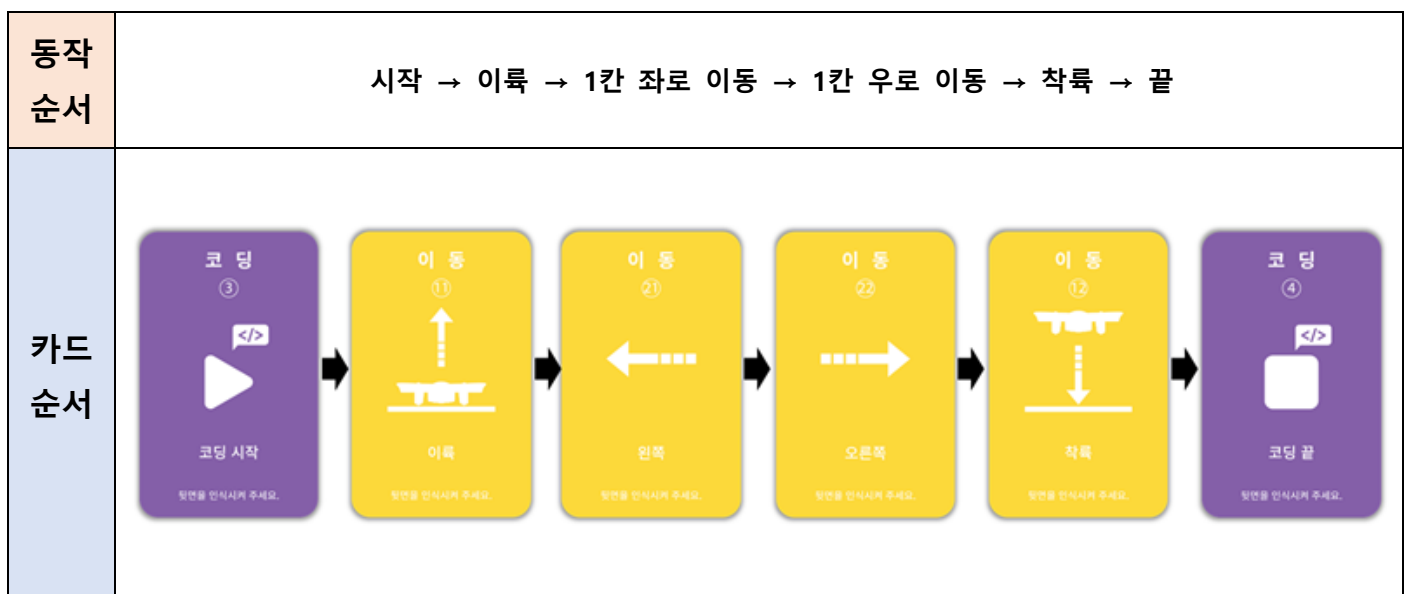 동작
순서
시작 → 이륙 → 1칸 좌로 이동 → 1칸 우로 이동 → 착륙 → 끝
카드
순서
코 딩
③
</>
코딩 시작
뒷면을 인식시켜 주세요.
이 동
⑪
이륙
뒷면을 인식시켜 주세요.
이 동
㉑
왼쪽
뒷면을 인식시켜 주세요.
이 동
㉒
오른쪽
뒷면을 인식시켜 주세요.
이 동
⑫
착륙
뒷면을 인식시켜 주세요.
코 딩
④
</>
코딩 끝
뒷면을 인식시켜 주세요.